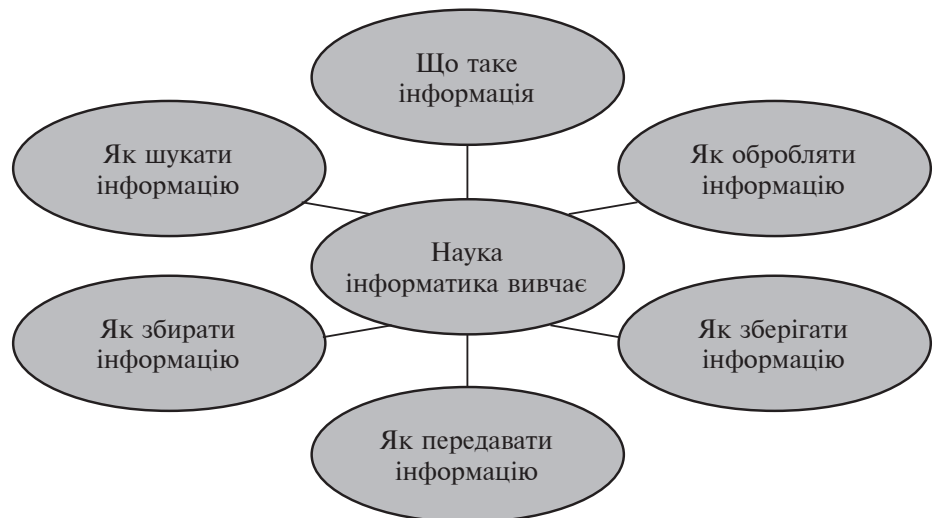 Що таке
інформація
Як шукати
інформацію
Як обробляти
інформацію
Наука
інформатика вивчає
Як збирати
інформацію
Як зберігати
інформацію
Як передавати
інформацію